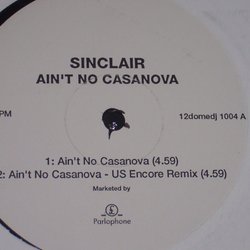 SINCLAIR
AIN'T NO CASANOVA
PM
12domedj 1004 A
1: Ain't No Casanova (4.59)
2: Ain't No Casanova - US Encore Remix (4.59)
Marketed by
Parlophone